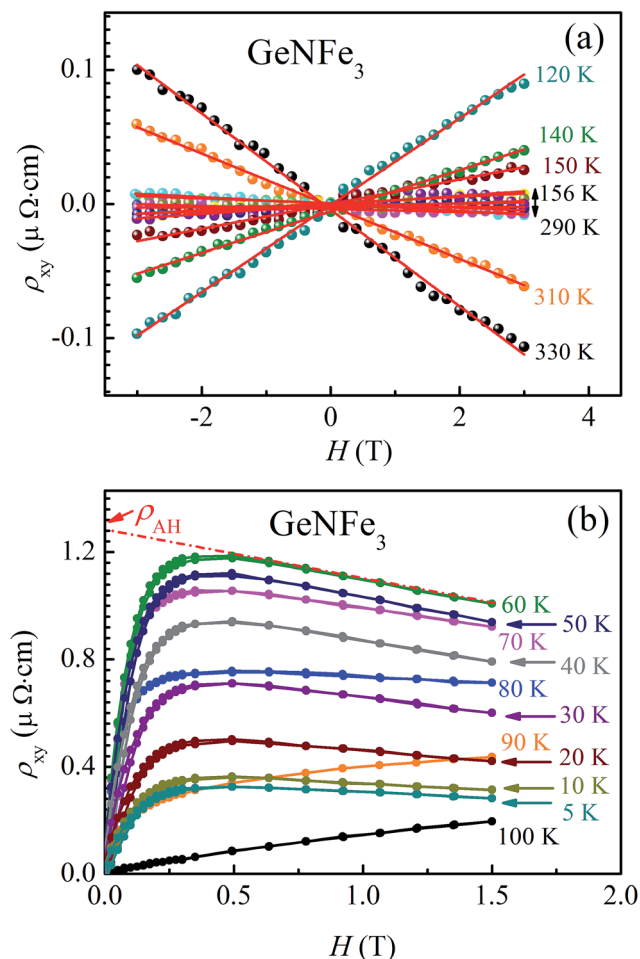 (a)
GeNFe3
0.1
0.0
-0.1
ρxy (μ Ω·cm)
120 K
140 K
150 K
156 K
290 K
310 K
330 K
-2
0
2
4
H (T)
(b)
GeNFe3
ρAH
1.2
0.8
0.4
0.0
ρxy (μ Ω·cm)
60 K
50 K
70 K
40 K
80 K
30 K
90 K
20 K
10 K
5 K
100 K
0.0
0.5
1.0
1.5
2.0
H (T)